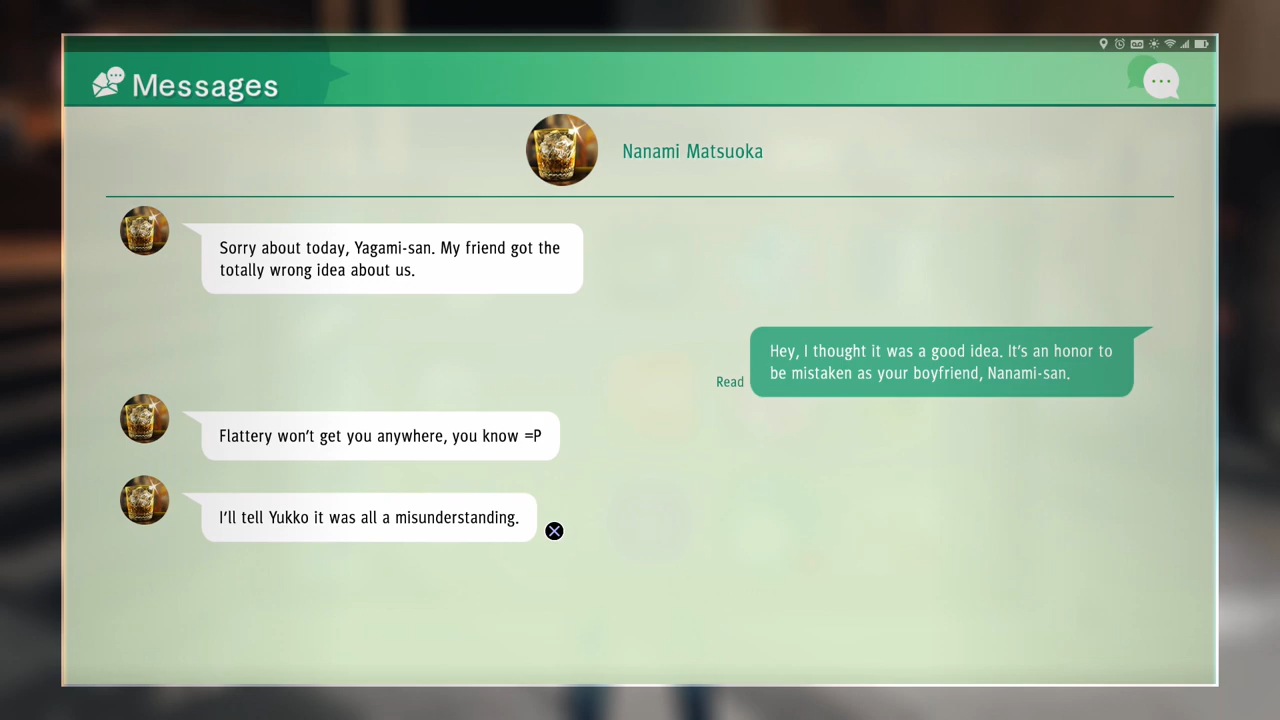 Messages
Nanami Matsuoka
Sorry about today, Yagami-san. My friend got the
totally wrong idea about us.
Hey, I thought it was a good idea. It's an honor to
be mistaken as your boyfriend, Nanami-san.
Read
Flattery won't get you anywhere, you know =P
I'll tell Yukko it was all a misunderstanding.